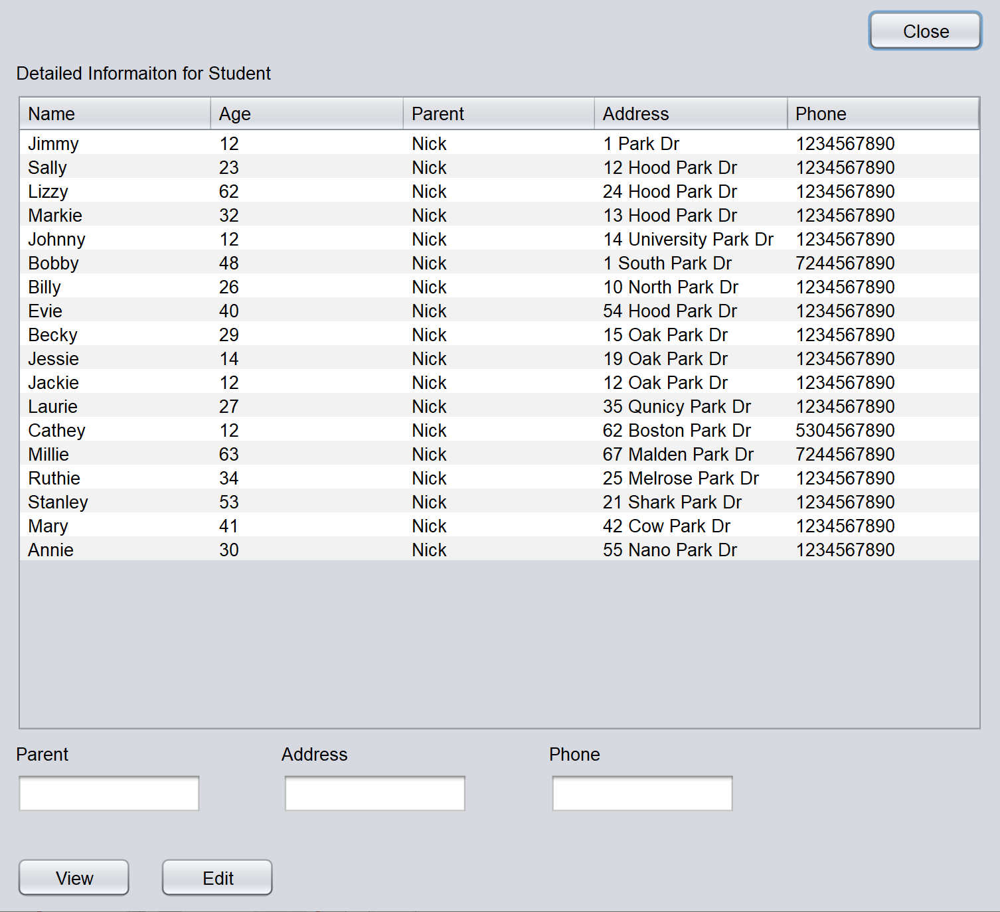 Close
Detailed Informaiton for Student
Name Age Parent Address Phone
Jimmy 12 Nick 1 Park Dr 1234567890
Sally 23 Nick 12 Hood Park Dr 1234567890
Lizzy 62 Nick 24 Hood Park Dr 1234567890
Markie 32 Nick 13 Hood Park Dr 1234567890
Johnny 12 Nick 14 University Park Dr 1234567890
Bobby 48 Nick 1 South Park Dr 7244567890
Billy 26 Nick 10 North Park Dr 1234567890
Evie 40 Nick 54 Hood Park Dr 1234567890
Becky 29 Nick 15 Oak Park Dr 1234567890
Jessie 14 Nick 19 Oak Park Dr 1234567890
Jackie 12 Nick 12 Oak Park Dr 1234567890
Laurie 27 Nick 35 Qunicy Park Dr 1234567890
Cathey 12 Nick 62 Boston Park Dr 5304567890
Millie 63 Nick 67 Malden Park Dr 7244567890
Ruthie 34 Nick 25 Melrose Park Dr 1234567890
Stanley 53 Nick 21 Shark Park Dr 1234567890
Mary 41 Nick 42 Cow Park Dr 1234567890
Annie 30 Nick 55 Nano Park Dr 1234567890
Parent Address Phone
View Edit